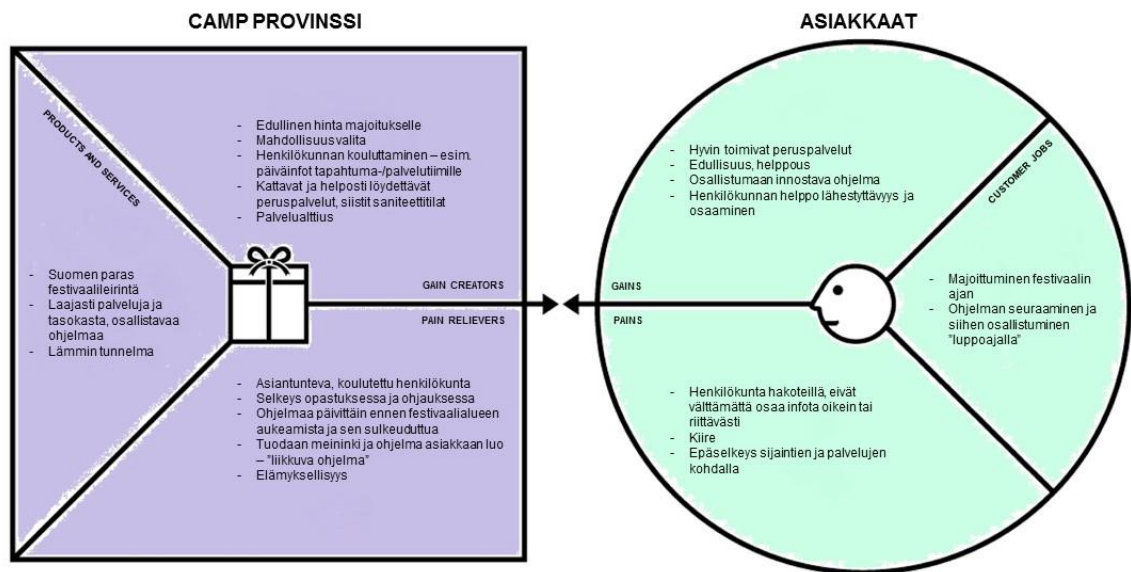 CAMP PROVINSSI
PRODUCTS AND SERVICES
- Edullinen hinta majoitukselle
- Mahdollisuus valita
- Henkilökunnan kouluttaminen – esim.
päiväinfot tapahtuma-/palvelutiimille
- Kattavat ja helposti löydettävät
peruspalvelut, siistit saniteettitilat
- Palvelualttius
- Suomen paras
festivaalileirintä
- Laajasti palveluja ja
tasokasta, osallistavaa
ohjelmaa
- Lämmin tunnelma
GAIN CREATORS
PAIN RELIEVERS
- Asiantunteva, koulutettu henkilökunta
- Selkeys opastuksessa ja ohjauksessa
- Ohjelmaa päivittäin ennen festivaalialueen
aukeamista ja sen sulkeuduttua
- Tuodaan meininki ja ohjelma asiakkaan luo
– ”liikkuva ohjelma”
- Elämyksellisyys
ASIAKKAAT
- Hyvin toimivat peruspalvelut
- Edullisuus, helppous
- Osallistumaan innostava ohjelma
- Henkilökunnan helppo lähestyttävyys ja
osaaminen
CUSTOMER JOBS
GAINS
PAINS
- Majoittuminen festivaalin
ajan
- Ohjelman seuraaminen ja
siihen osallistuminen
”luppoajalla”
- Henkilökunta hakoteillä, eivät
välttämättä osaa infota oikein tai
riittävästi
- Kiire
- Epäselkeys sijaintien ja palvelujen
kohdalla